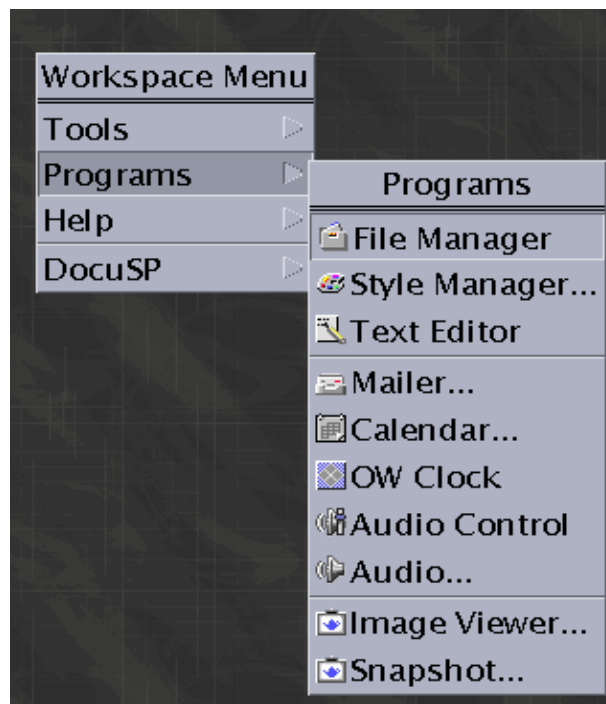 Workspace Menu
Tools
Programs
Help
DocuSP
Programs
File Manager
Style Manager...
Text Editor
Mailer...
Calendar...
OW Clock
Audio Control
Audio...
Image Viewer...
Snapshot...